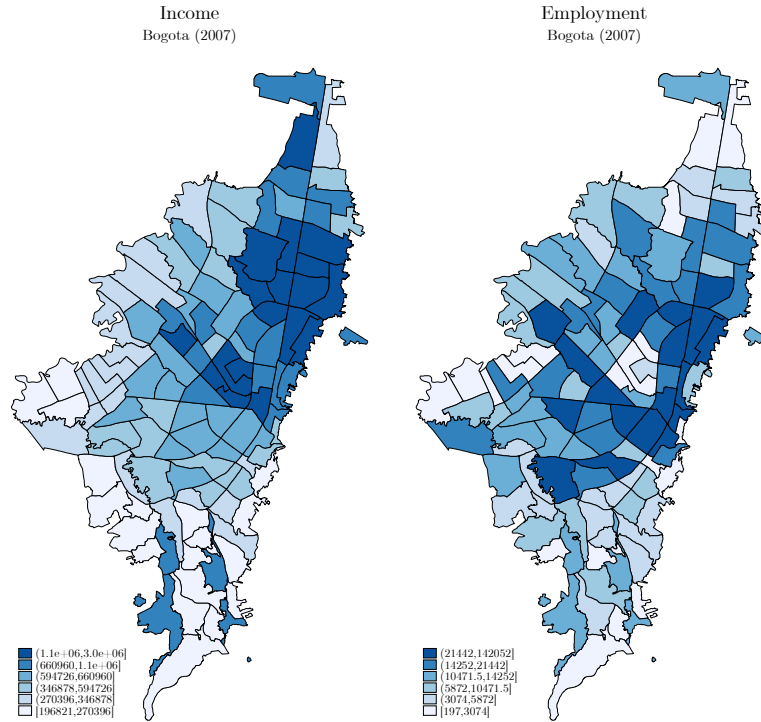 Income
Bogota (2007)
(1.1e+06,3.0e+06]
(660960,1.1e+06]
(594726,660960]
(346878,594726]
(270396,346878]
[196821,270396]
Employment
Bogota (2007)
(21442,142052]
(14252,21442]
(10471.5,14252]
(5872,10471.5]
(3074,5872]
[197,3074]